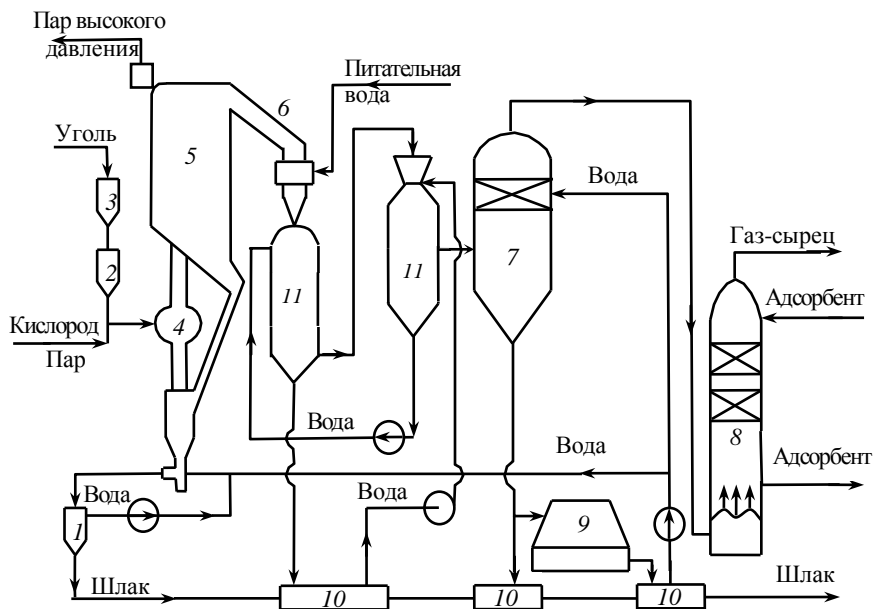 Пар высокого
давления
6
Питательная
вода
Уголь
5
3
Вода
2
11
11
7
Газ-сырец
Адсорбент
Кислород
4
Пар
Вода
8
Вода
Вода
Вода
Адсорбент
1
9
Шлак
10
10
10
Шлак